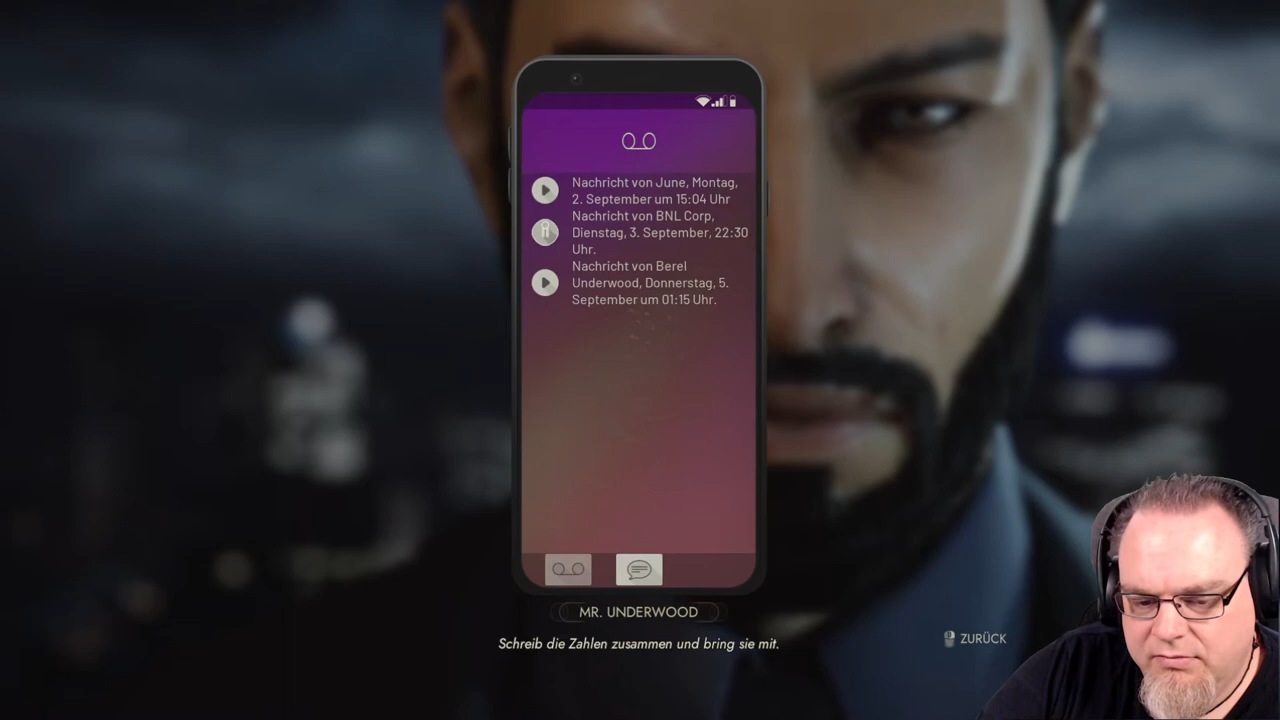 Nachricht von June, Montag,
2. September um 15:04 Uhr
Nachricht von BNL Corp,
Dienstag, 3. September, 22:30
Uhr.
Nachricht von Berel
Underwood, Donnerstag, 5.
September um 01:15 Uhr.
MR. UNDERWOOD
Schreib die Zahlen zusammen und bring sie mit.
ZURÜCK